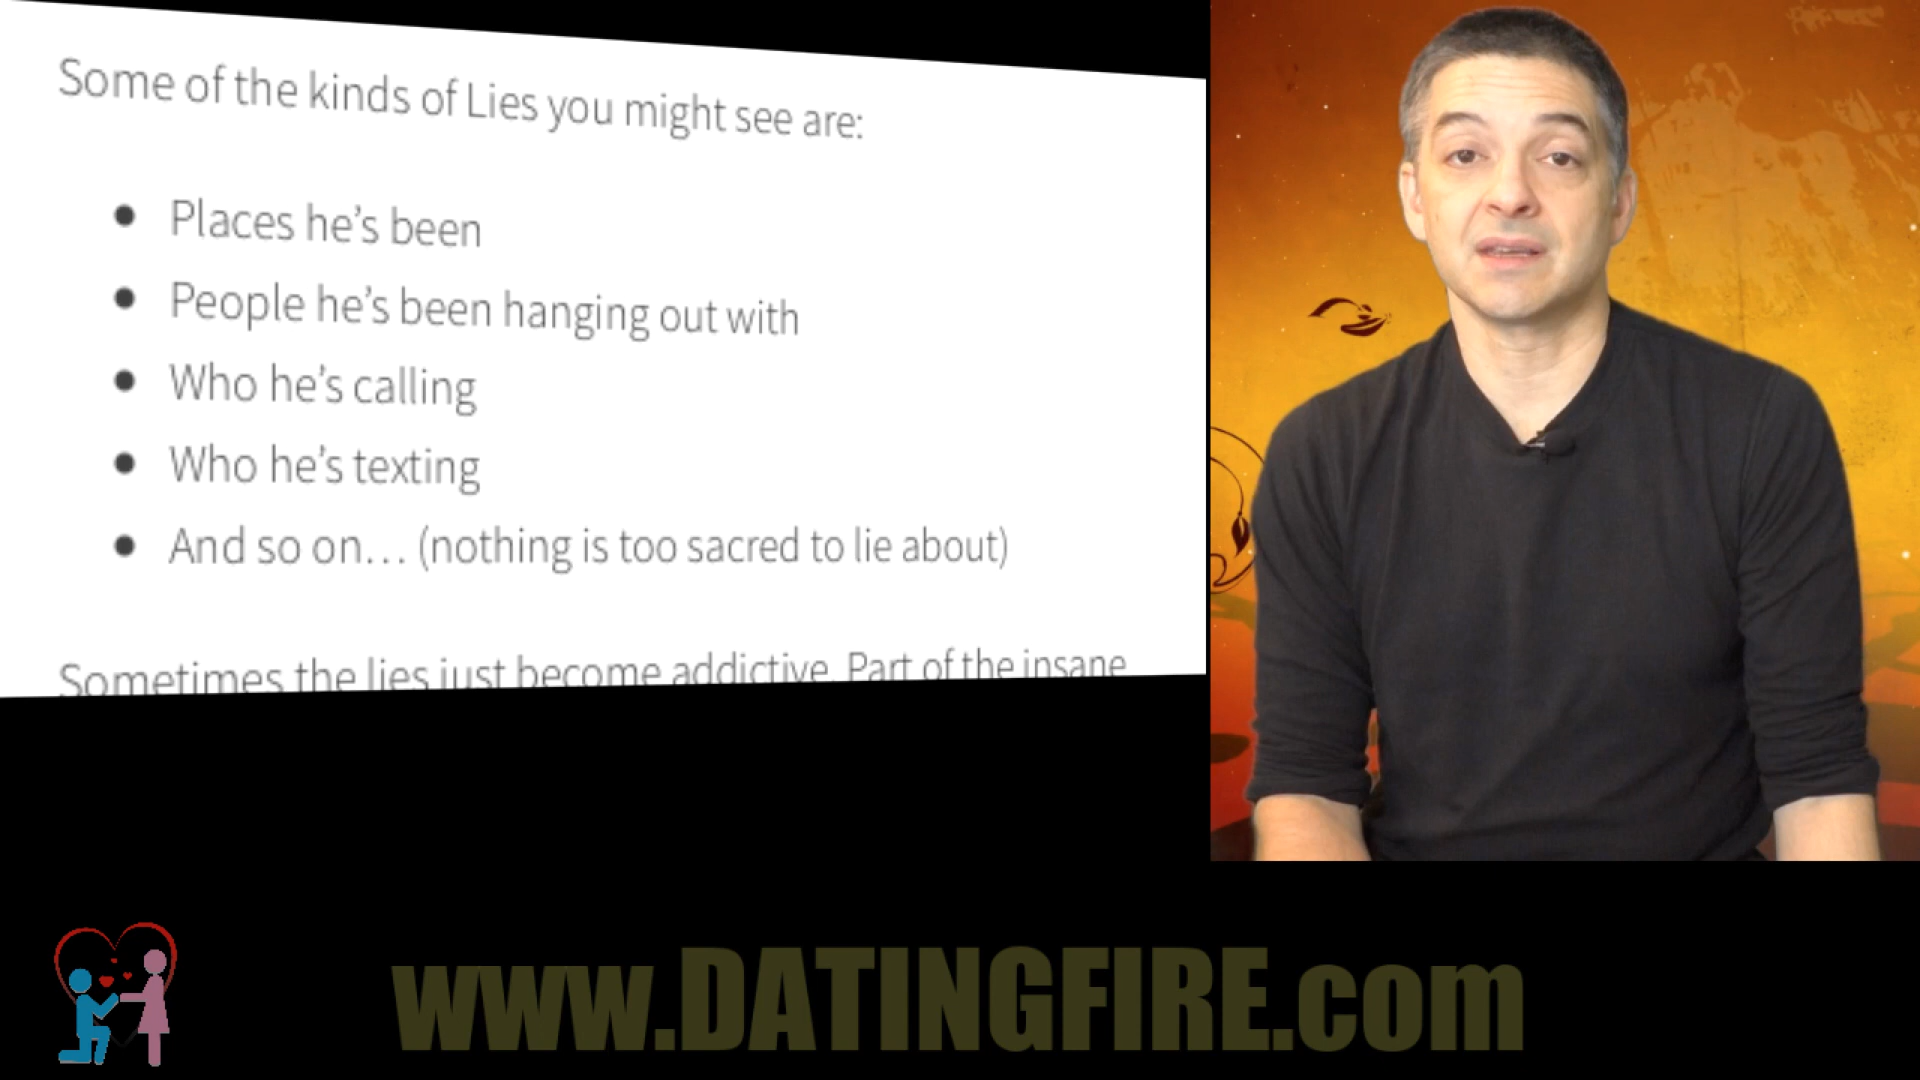 Some of the kinds of Lies you might see are:
● Places he’s been
● People he’s been hanging out with
● Who he’s calling
● Who he’s texting
● And so on… (nothing is too sacred to lie about)
Sometimes the lies just become addictive. Part of the insane
www.DATINGFIRE.com